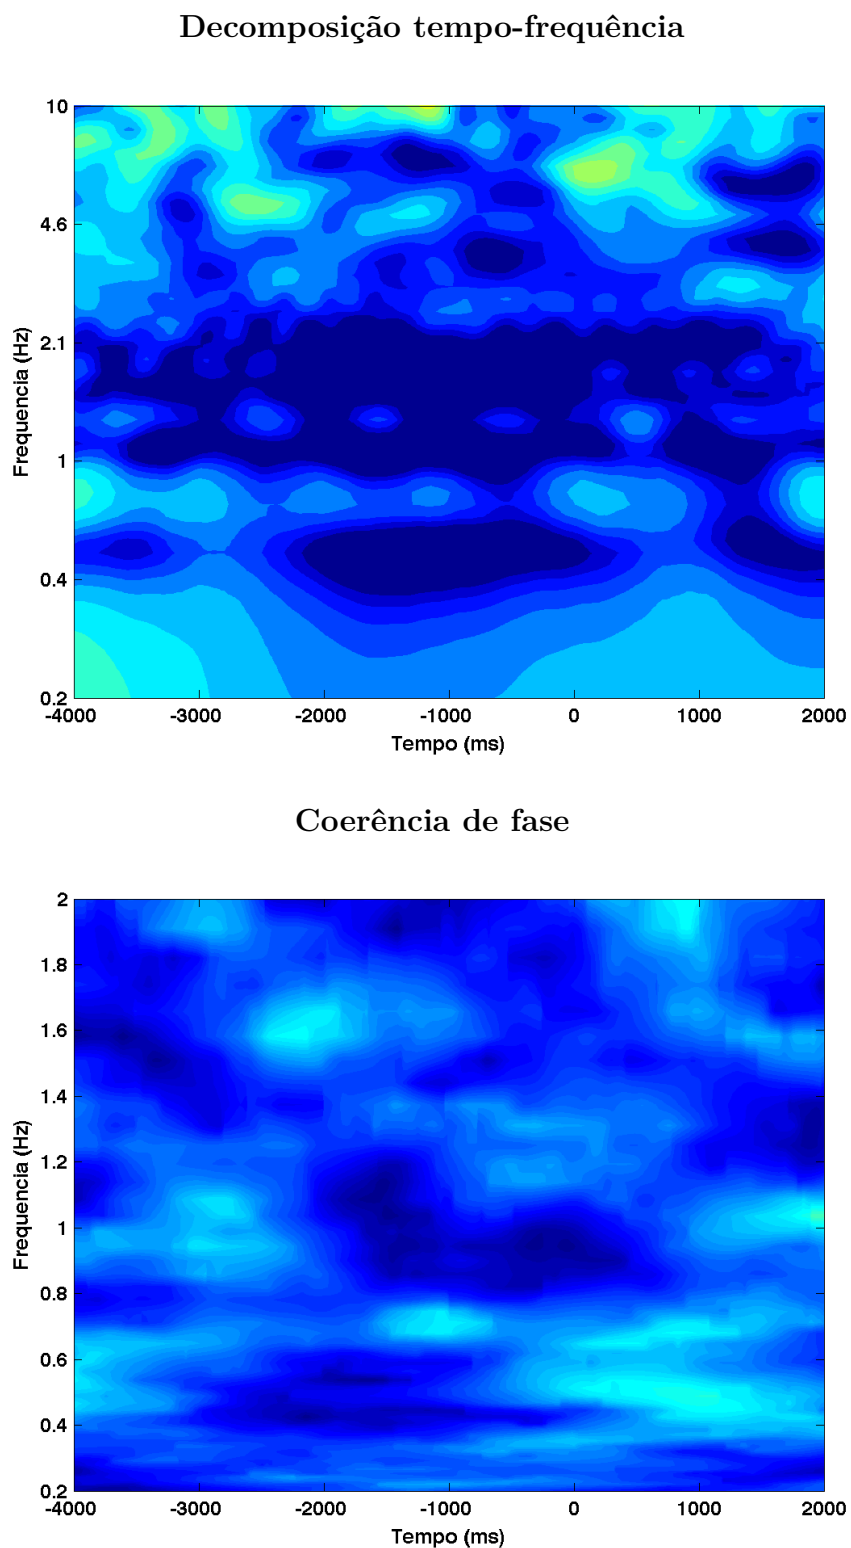 Decomposição tempo-frequência
10
4.6
2.1
1
0.4
0.2
Frequencia (Hz)
-4000 -3000 -2000 -1000 0 1000 2000
Tempo (ms)
Coerência de fase
2
1.8
1.6
1.4
1.2
1
0.8
0.6
0.4
0.2
Frequencia (Hz)
-4000 -3000 -2000 -1000 0 1000 2000
Tempo (ms)